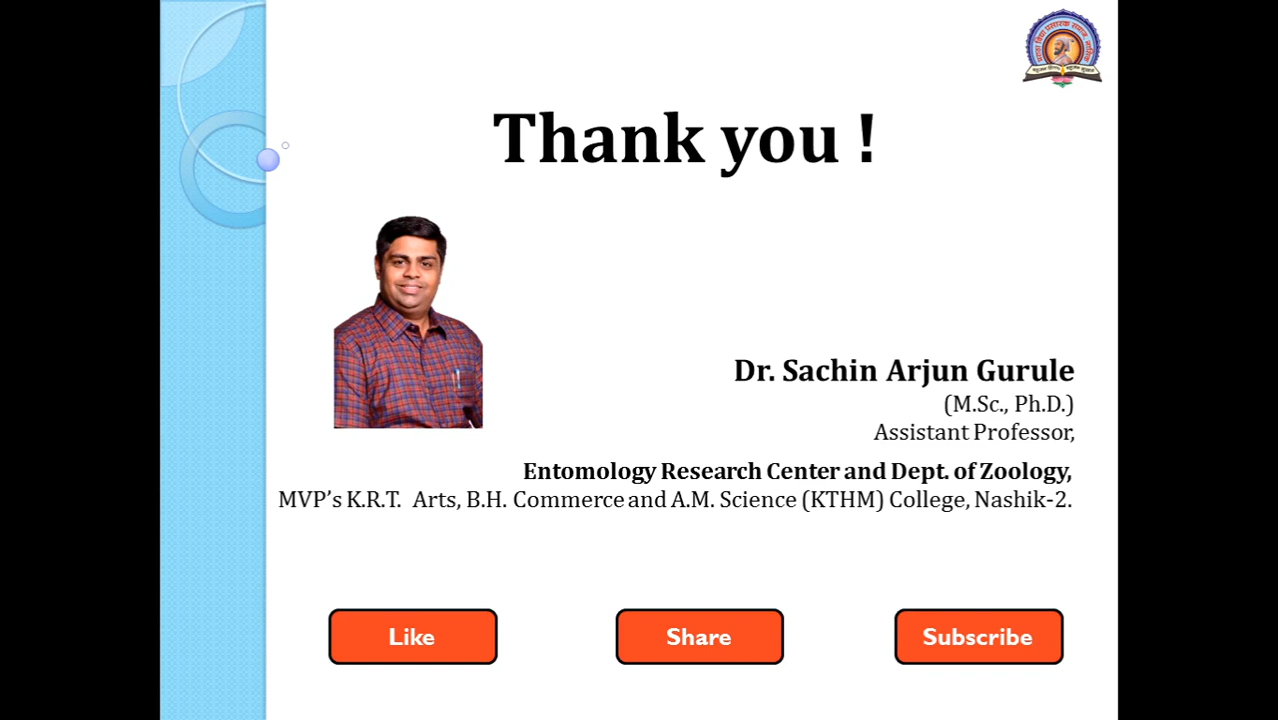 Thank you !
Dr. Sachin Arjun Gurule
(M.Sc., Ph.D.)
Assistant Professor,
Entomology Research Center and Dept. of Zoology,
MVP’s K.R.T. Arts, B.H. Commerce and A.M. Science (KTHM) College, Nashik-2.
Like
Share
Subscribe